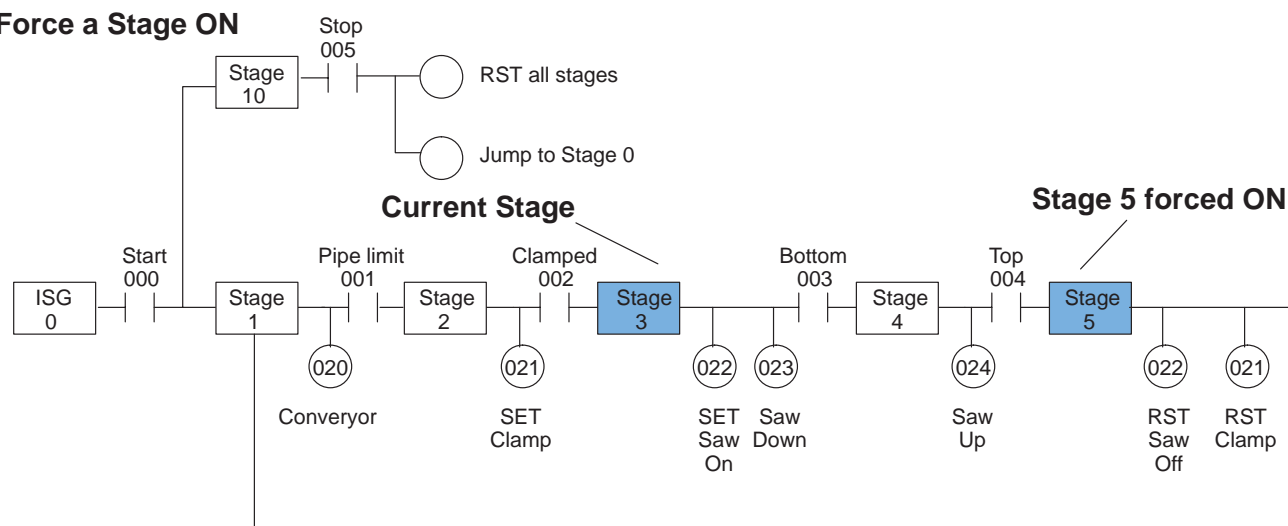 Force a Stage ON
Stop
005
Stage
10
RST all stages
Jump to Stage 0
Current Stage
Stage 5 forced ON
ISG
0
Start
000
Stage
1
Pipe limit
001
Stage
2
Clamped
002
Stage
3
Bottom
003
Stage
4
Top
004
Stage
5
020
021
022
023
024
022
021
Converyor
SET
Clamp
SET
Saw
On
Saw
Down
Saw
Up
RST
Saw
Off
RST
Clamp